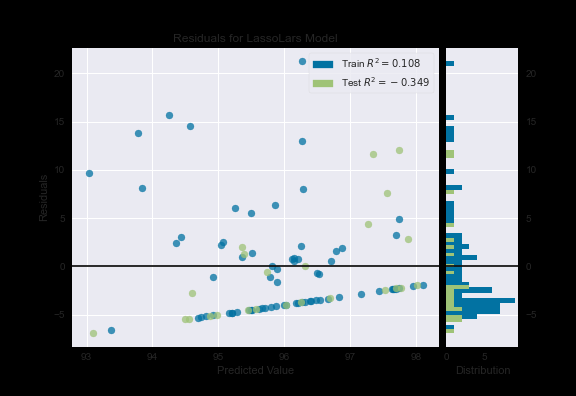 Residuals for LassoLars Model
Train R² = 0.108
Test R² = −0.349
20
15
10
5
0
−5
20
15
10
5
0
−5
Residuals
93 94 95 96 97 98
0 5
Predicted Value
Distribution